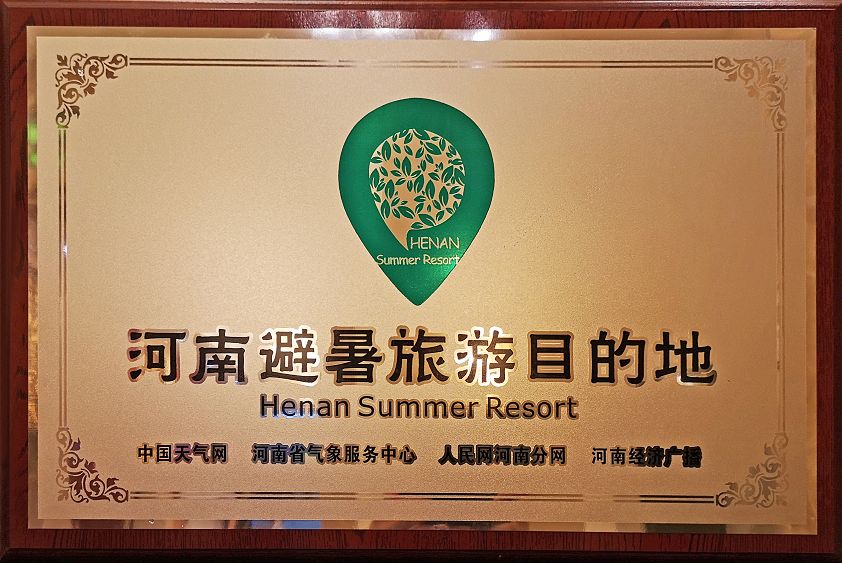 HENAN
Summer Resort
河南避暑旅游目的地
Henan Summer Resort
中国天气网 河南省气象服务中心 人民网河南分网 河南经济广播